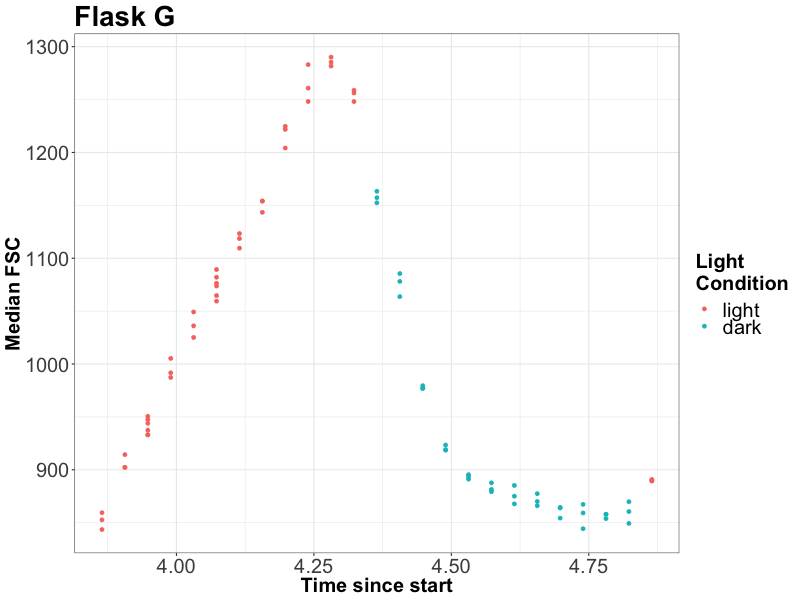 Flask G
Median FSC
1300
1200
1100
1000
900
4.00
4.25
4.50
4.75
Time since start
Light
Condition
light
dark